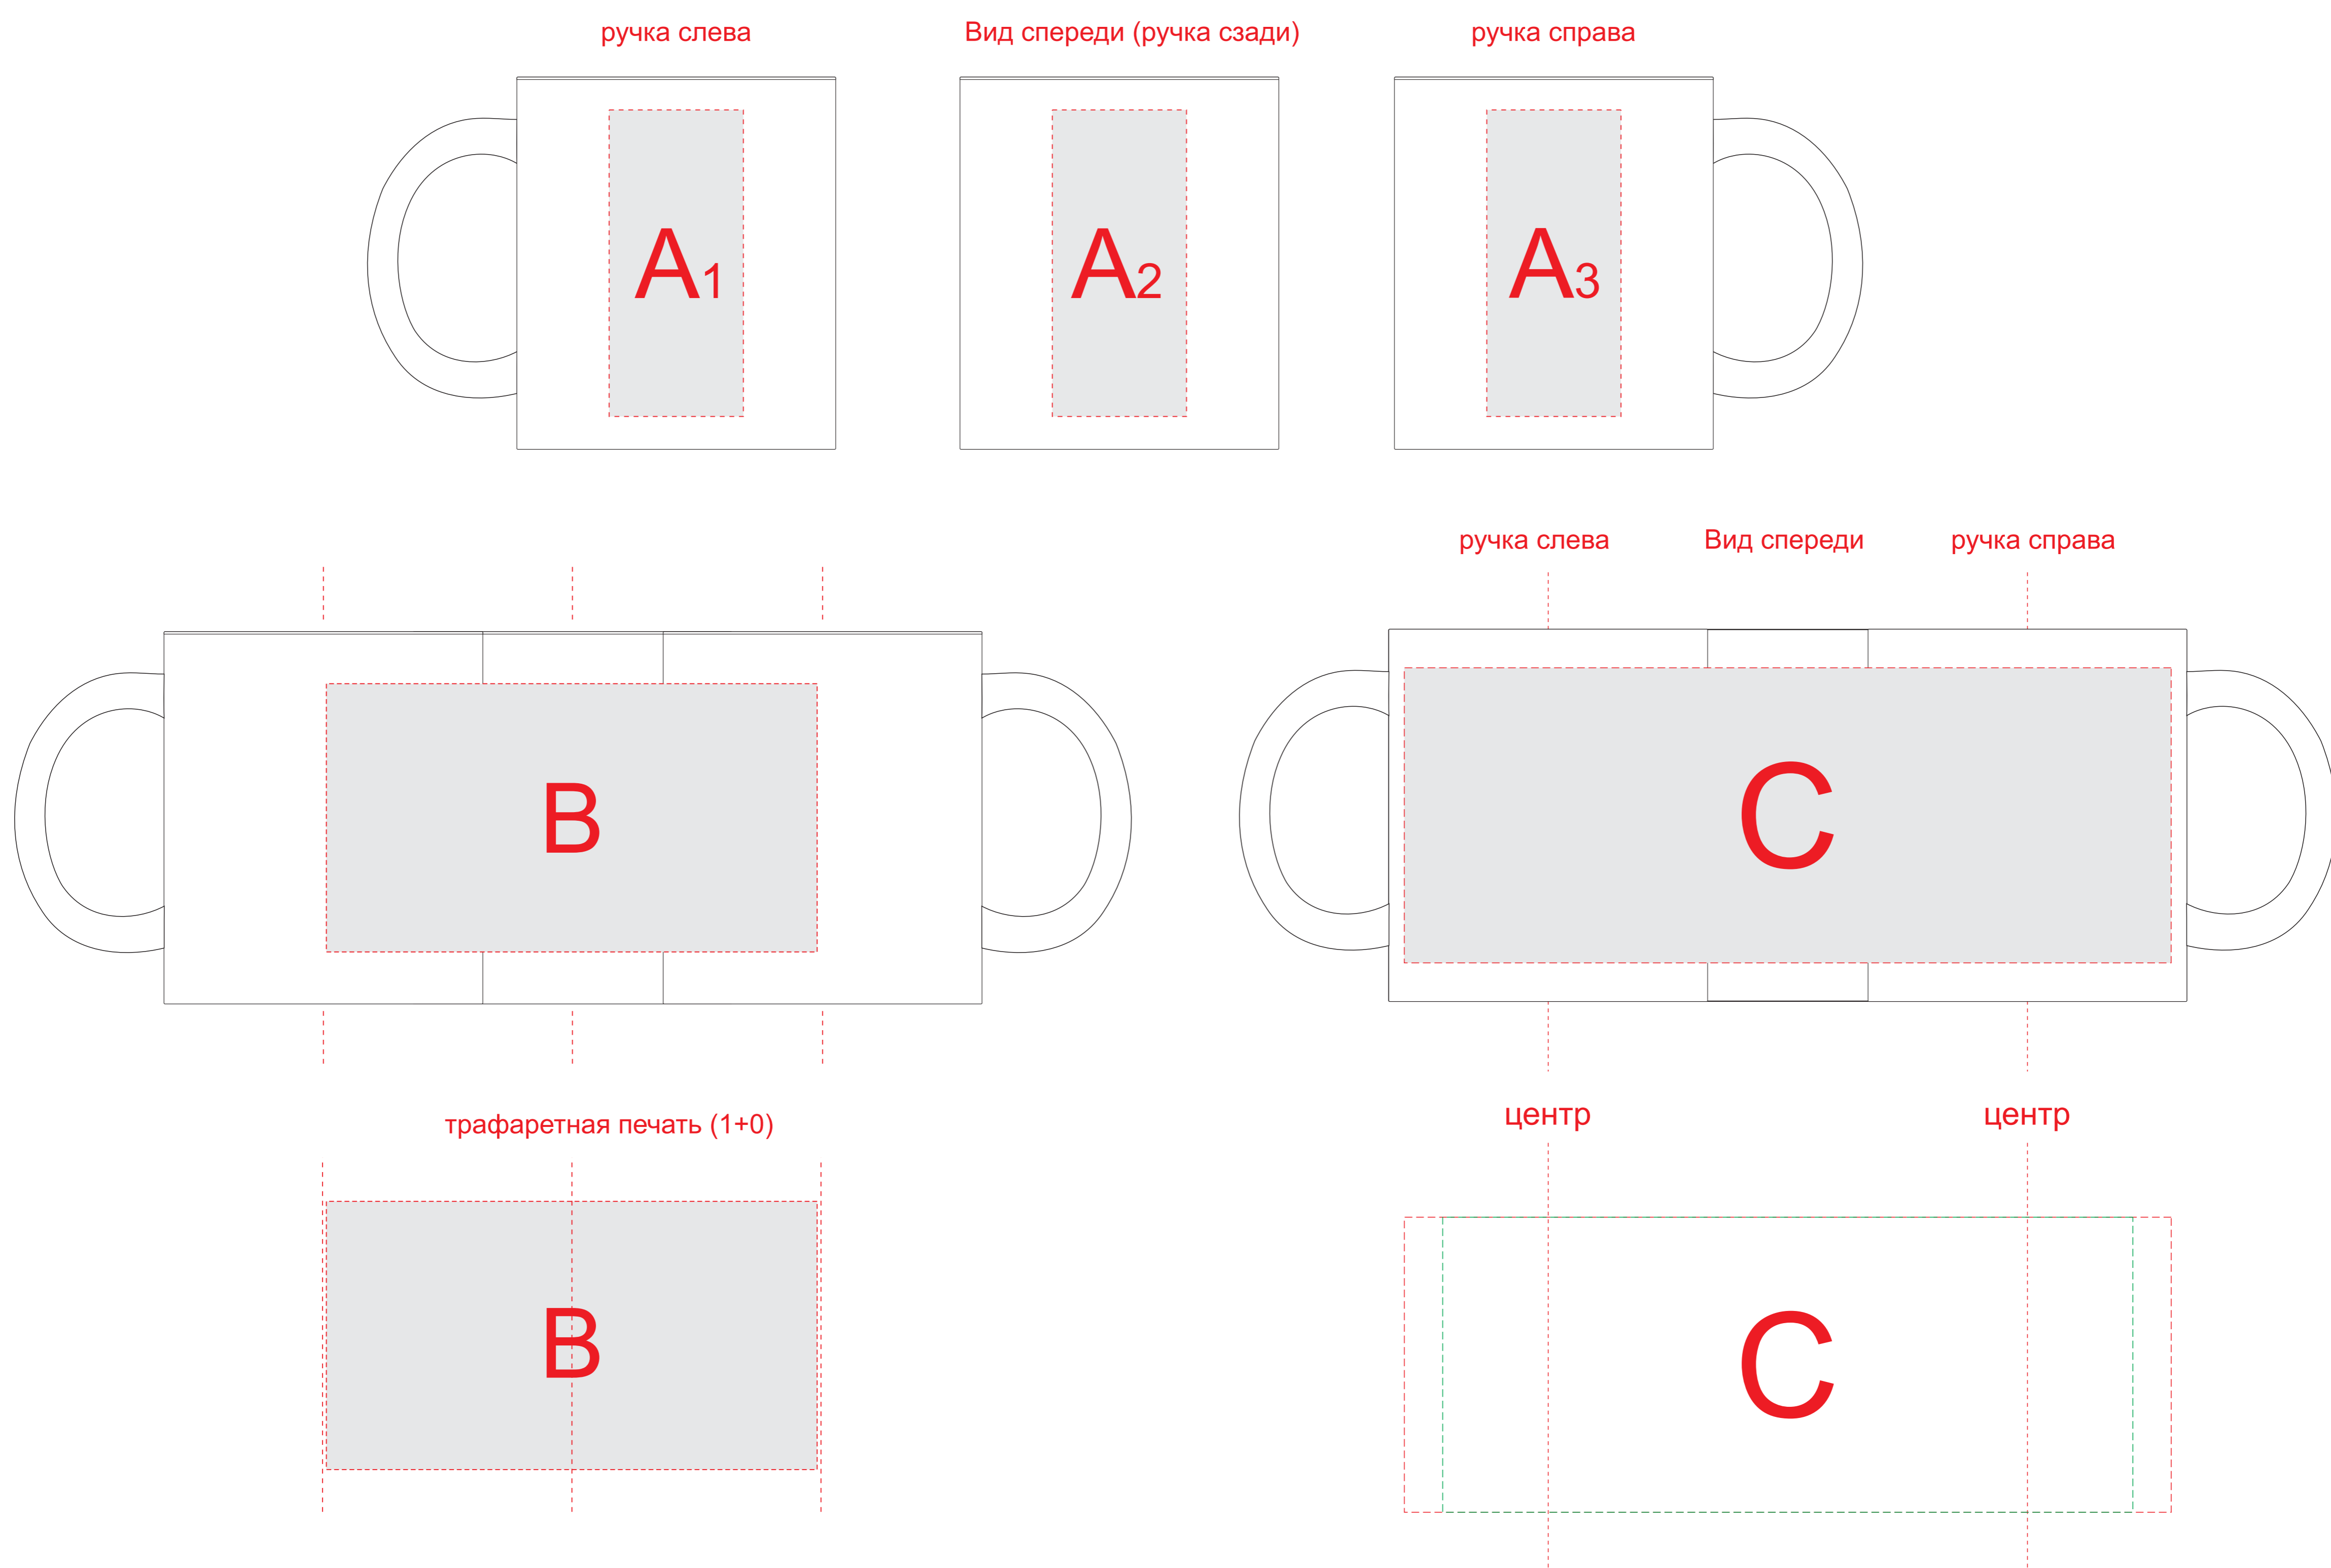 ручка слева
Вид спереди (ручка сзади)
ручка справа
A1
A2
A3
ручка слева
Вид спереди
ручка справа
B
C
центр
центр
трафаретная печать (1+0)
B
C